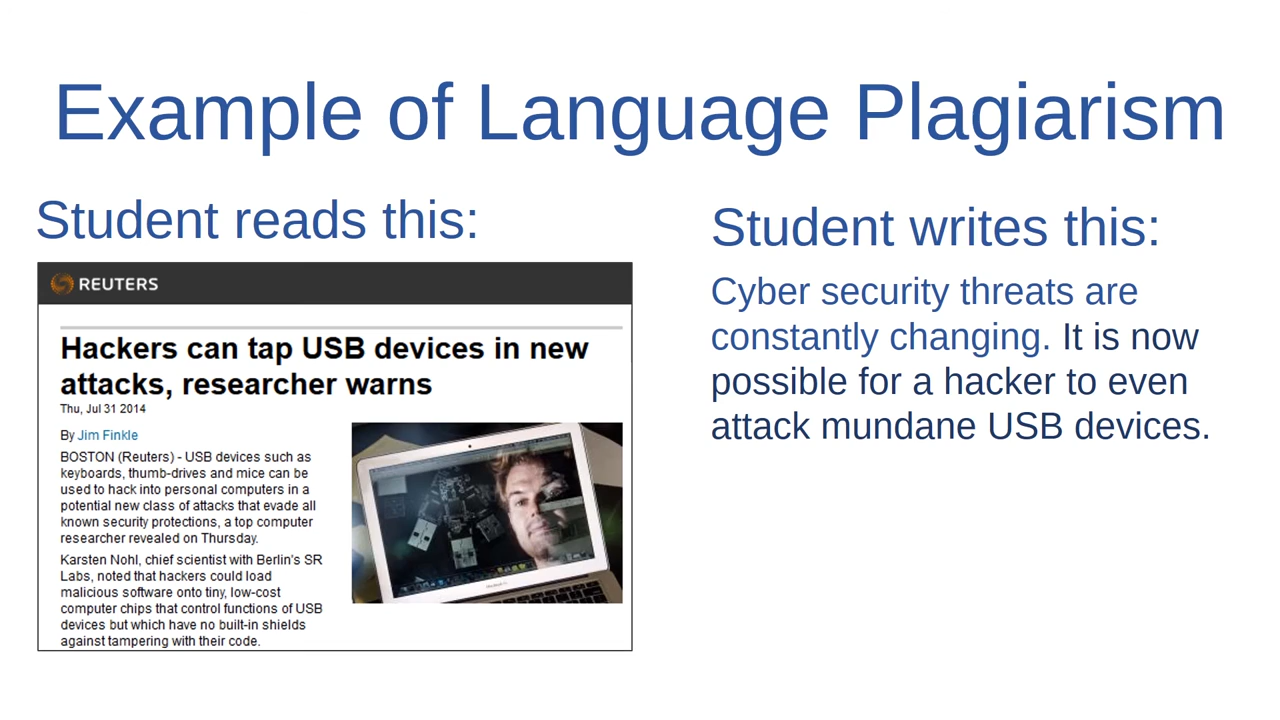 Example of Language Plagiarism
Student reads this:
REUTERS
Hackers can tap USB devices in new
attacks, researcher warns
Thu, Jul 31 2014
By Jim Finkle
BOSTON (Reuters) - USB devices such as
keyboards, thumb-drives and mice can be
used to hack into personal computers in a
potential new class of attacks that evade all
known security protections, a top computer
researcher revealed on Thursday.
Karsten Nohl, chief scientist with Berlin's SR
Labs, noted that hackers could load
malicious software onto tiny, low-cost
computer chips that control functions of USB
devices but which have no built-in shields
against tampering with their code.
Student writes this:
Cyber security threats are
constantly changing. It is now
possible for a hacker to even
attack mundane USB devices.